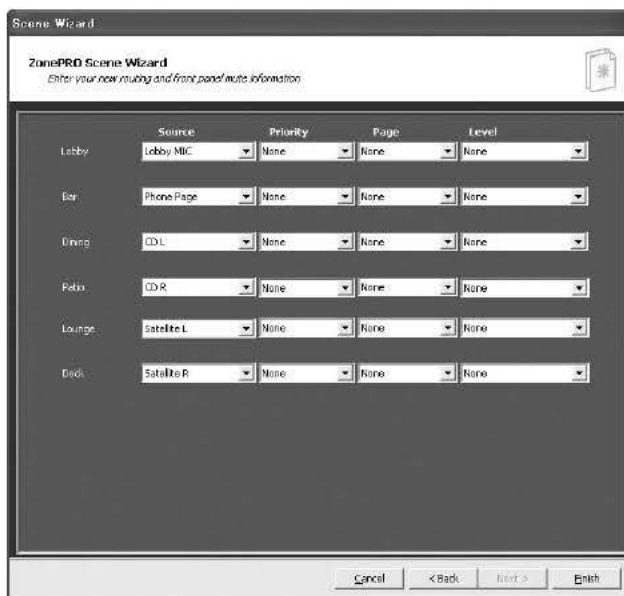 Scene Wizard
ZonePRO Scene Wizard
Enter your new routing and front panel mute information
Source Priority Page Level
Lobby Lobby MIC None None None
Bar Phone Page None None None
Dining CD L None None None
Patio CD R None None None
Lounge Satelite L None None None
Deck Satelite R None None None
Cancel < Back Next > Finish